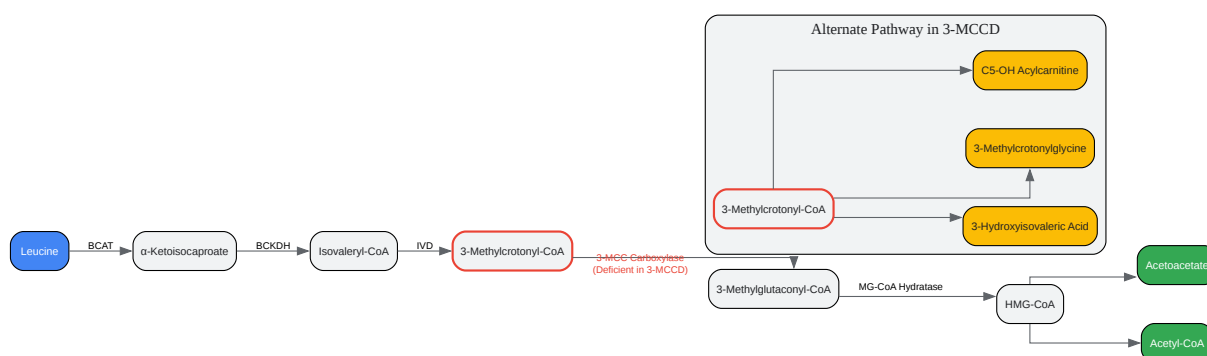 Alternate Pathway in 3-MCCD
C5-OH Acylcarnitine
3-Methylcrotonylglycine
3-Methylcrotonyl-CoA
3-Hydroxyisovaleric Acid
Leucine
BCAT
α-Ketoisocaproate
BCKDH
Isovaleryl-CoA
IVD
3-Methylcrotonyl-CoA
3-MCC Carboxylase
(Deficient in 3-MCCD)
3-Methylglutaconyl-CoA
MG-CoA Hydratase
HMG-CoA
Acetoacetate
Acetyl-CoA